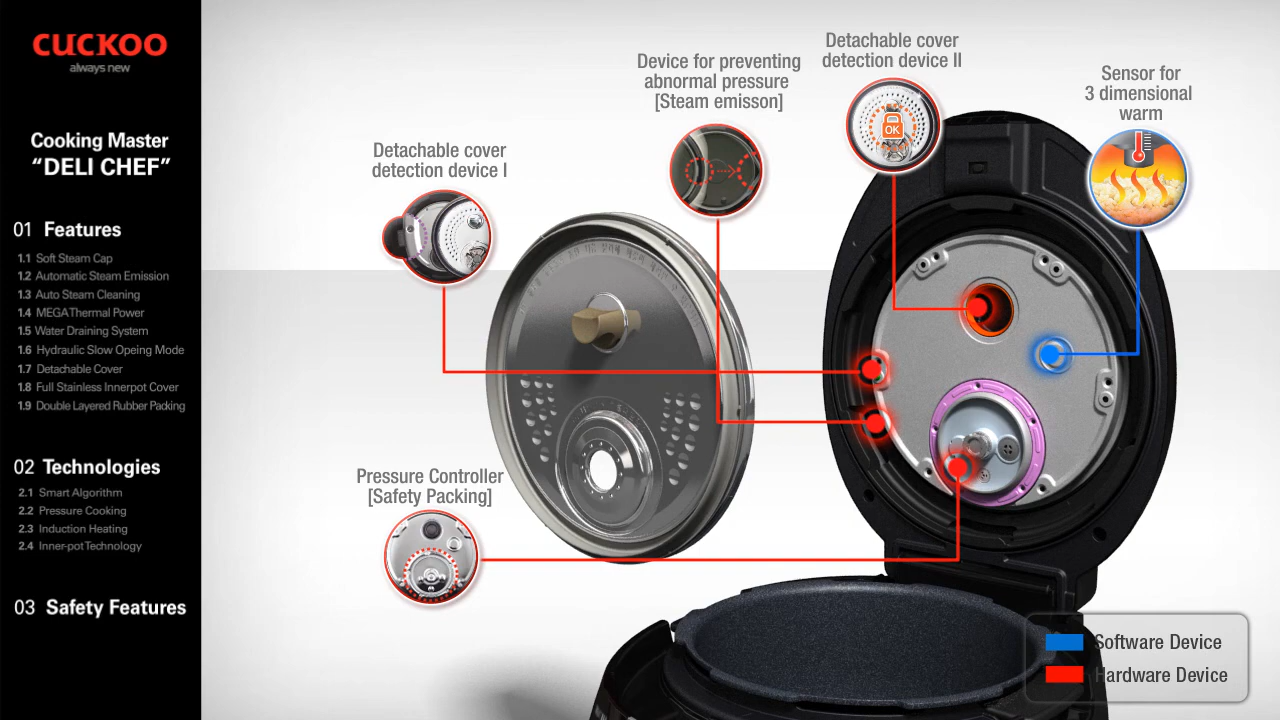 CUCKOO
always new
Cooking Master
“DELI CHEF”
01 Features
1.1 Soft Steam Cap
1.2 Automatic Steam Emission
1.3 Auto Steam Cleaning
1.4 MEGAThermal Power
1.5 Water Draining System
1.6 Hydraulic Slow Opeing Mode
1.7 Detachable Cover
1.8 Full Stainless Innerpot Cover
1.9 Double Layered Rubber Packing
02 Technologies
2.1 Smart Algorithm
2.2 Pressure Cooking
2.3 Induction Heating
2.4 Inner-pot Technology
03 Safety Features
Detachable cover
detection device I
Device for preventing
abnormal pressure
[Steam emisson]
Detachable cover
detection device II
OK
Sensor for
3 dimensional
warm
Pressure Controller
[Safety Packing]
Software Device
Hardware Device